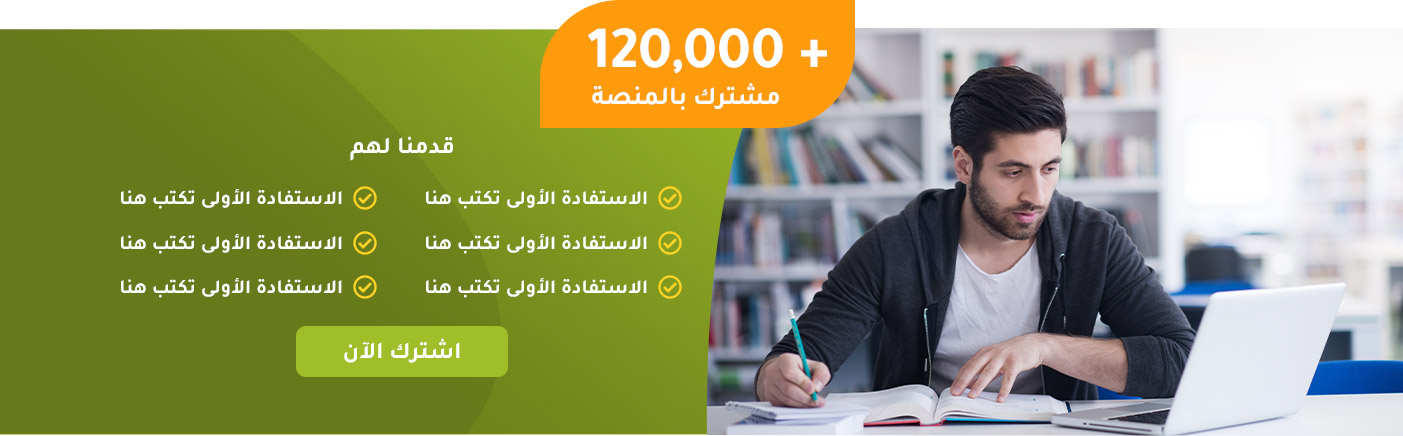 120,000 +
مشترك بالمنصة
قدمنا لهم
الاستفادة الأولى تكتب هنا
الاستفادة الأولى تكتب هنا
الاستفادة الأولى تكتب هنا
الاستفادة الأولى تكتب هنا
الاستفادة الأولى تكتب هنا
الاستفادة الأولى تكتب هنا
اشترك الآن